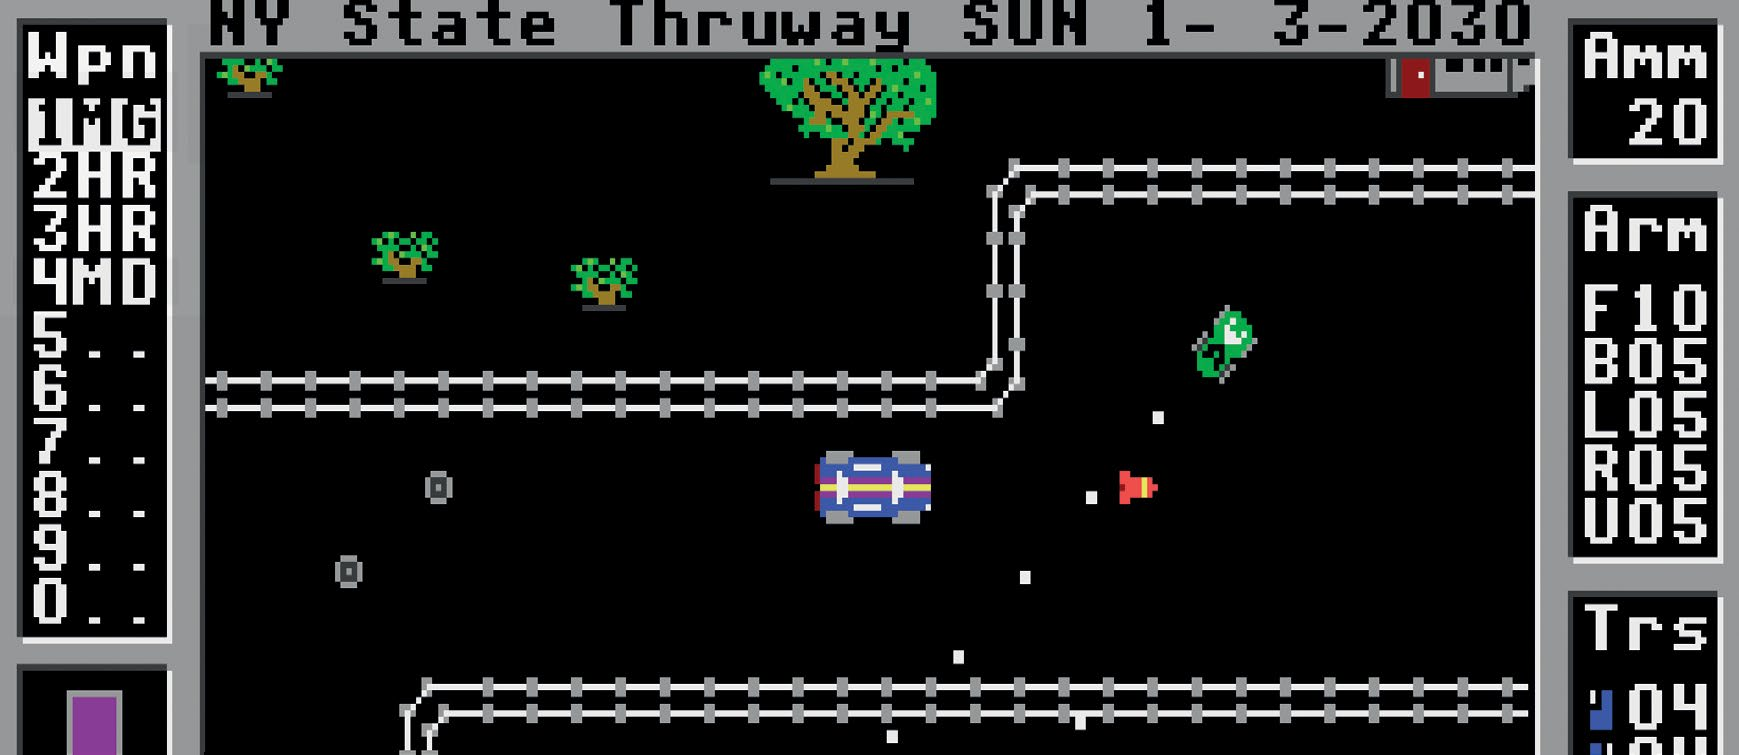 NY State Thruway SUN 1- 3-2030
Wpn
1MG
2HR
3HR
4MD
5..
6..
7..
8..
9..
0..
Amm
20
Arm
F10
B05
L05
R05
U05
Trs
04